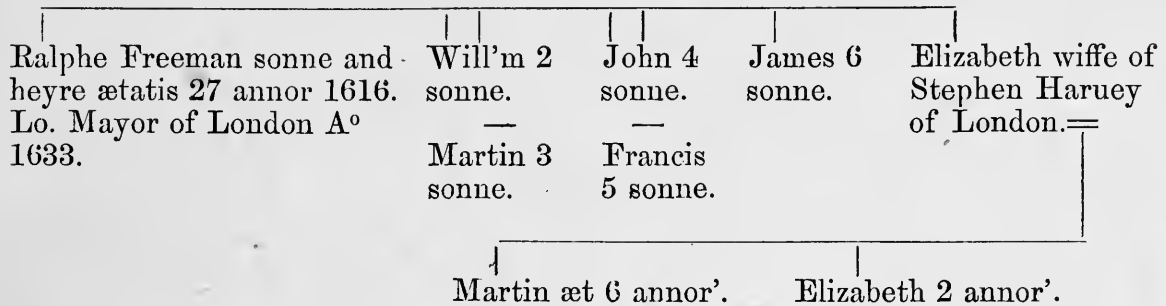 Ralphe Freeman sonne and
heyre ætatis 27 annor 1616.
Lo. Mayor of London Aº
1633.
Will'm 2
sonne.
—
Martin 3
sonne.
John 4
sonne.
—
Francis
5 sonne.
James 6
sonne.
Elizabeth wiffe of
Stephen Haruey
of London.=
Martin æt 6 annor'.
Elizabeth 2 annor'.